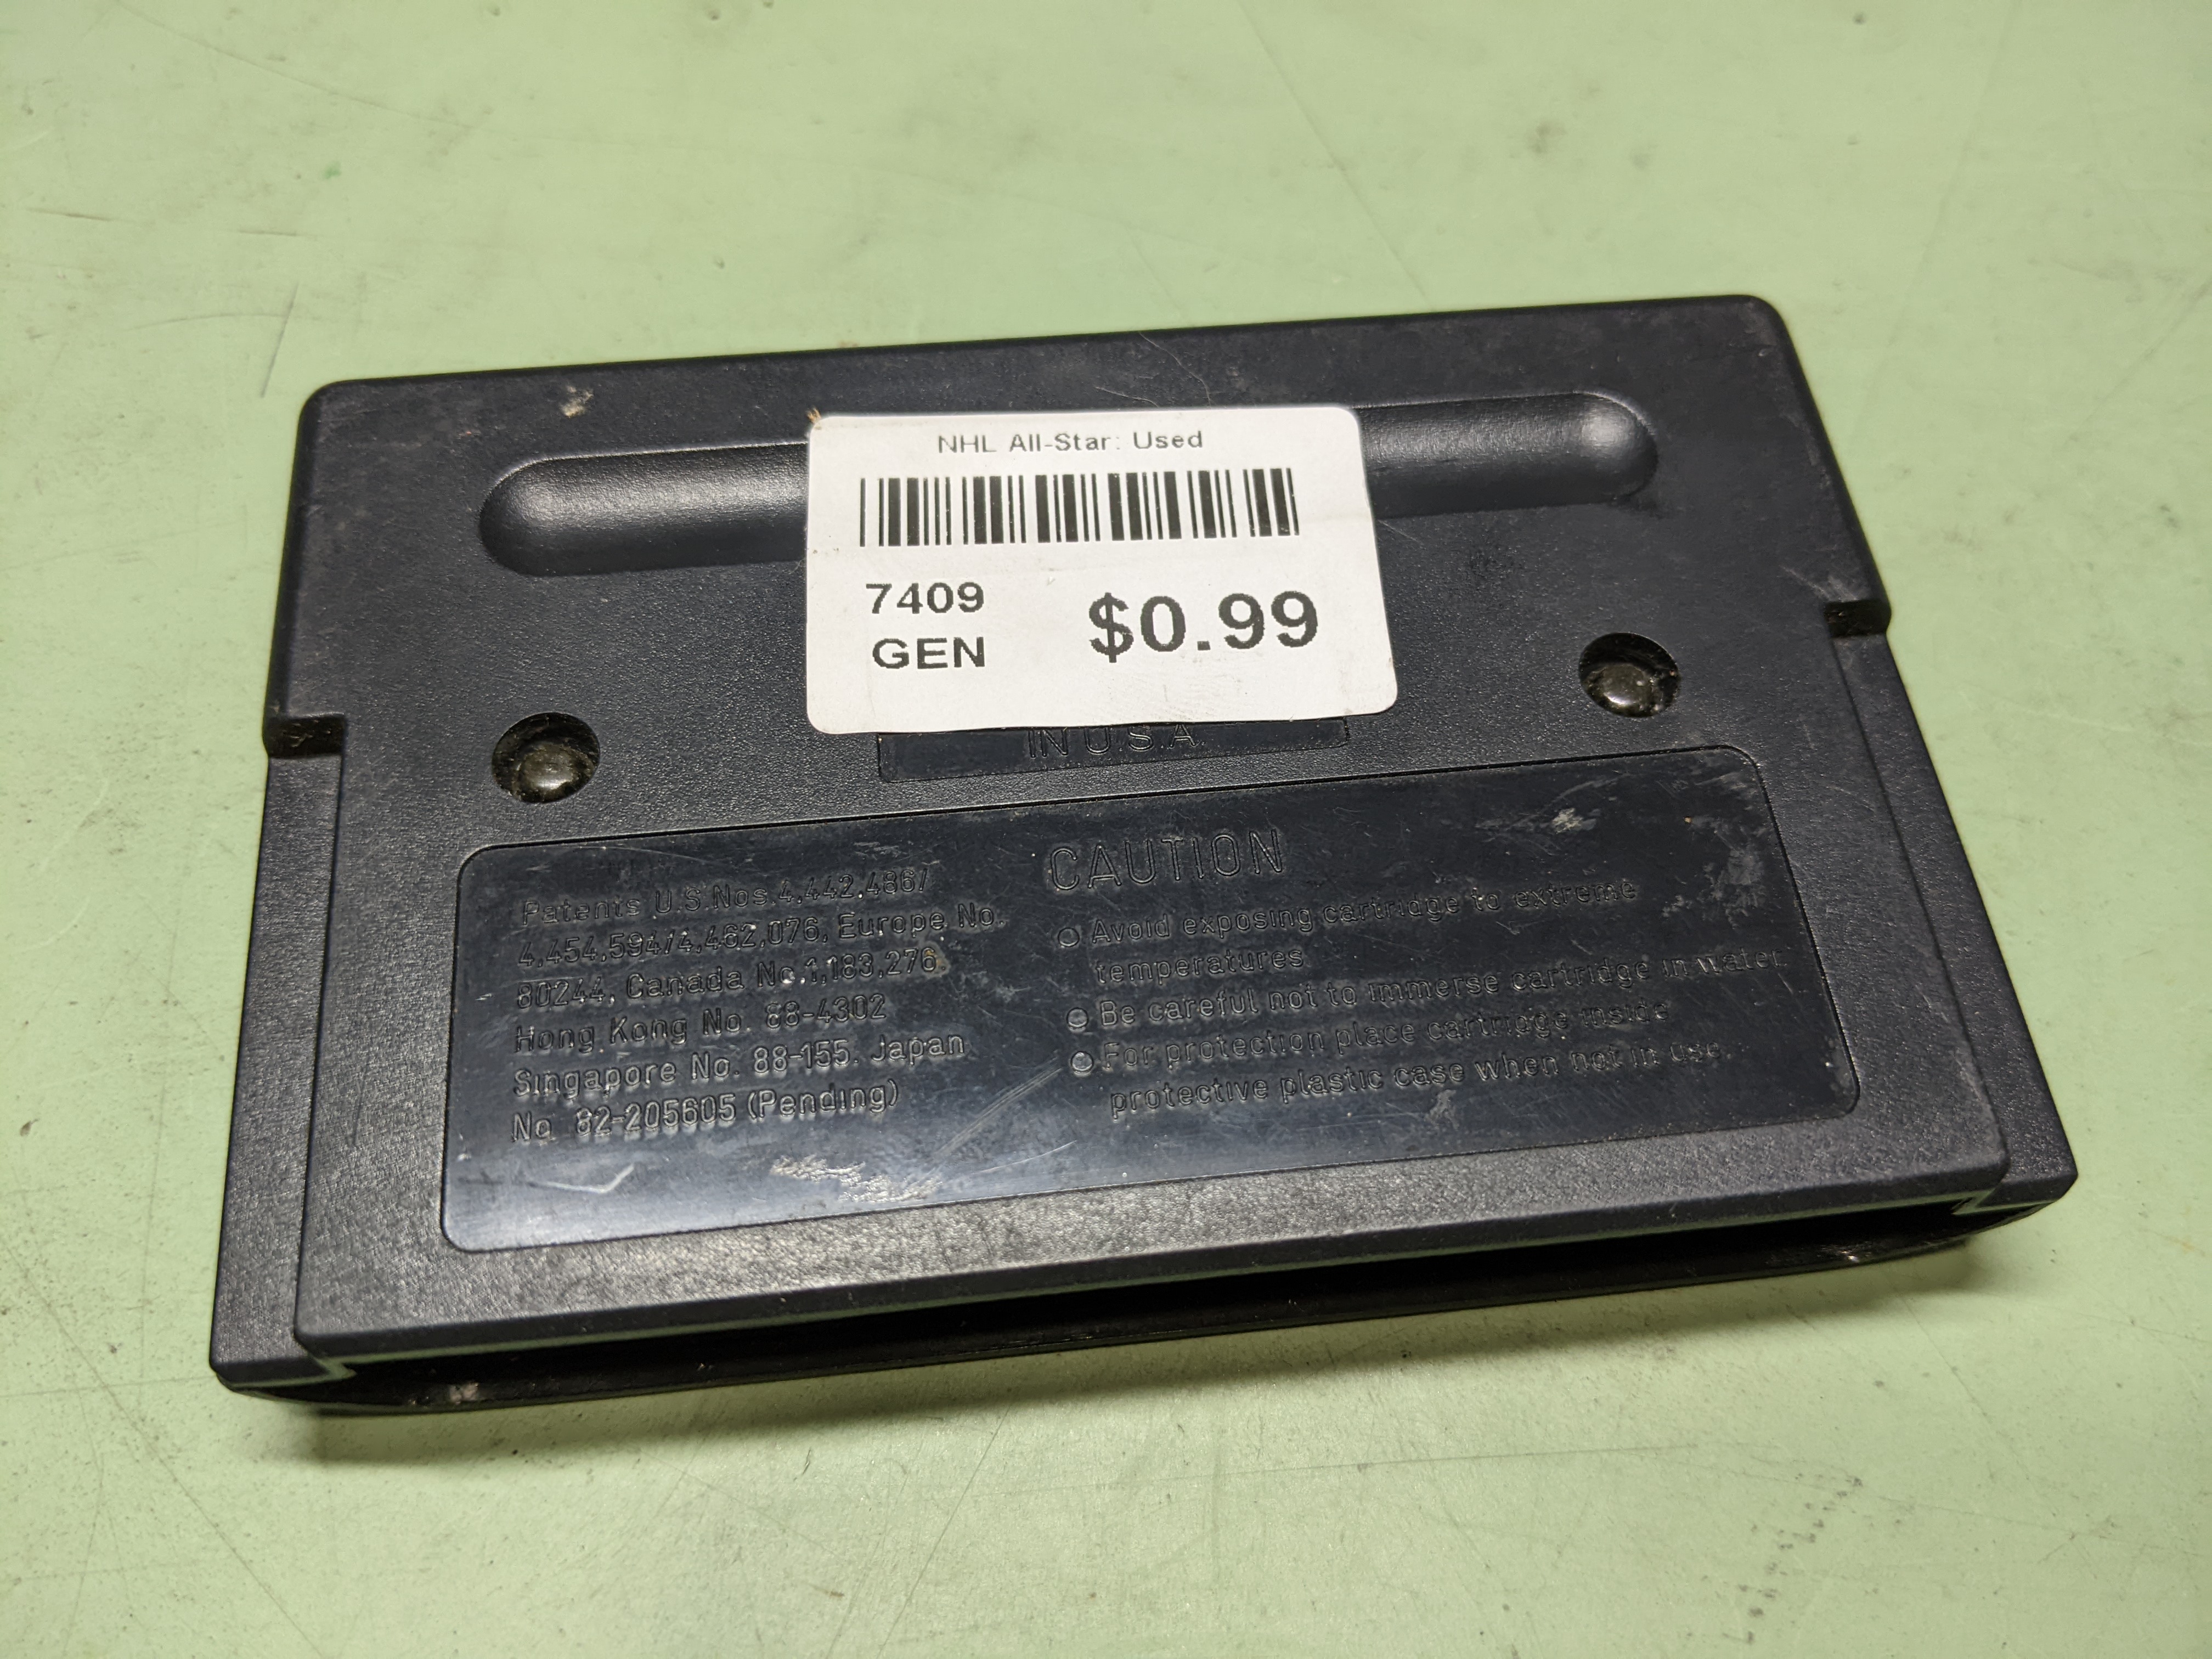 NHL All-Star: Used
7409
GEN
$0.99
IN U.S.A.
Patents U.S Nos 4,442,486/
4,454,594/4,462,076, Europe No.
80244, Canada No.1,183,276
Hong Kong No. 88-4302
Singapore No. 88-155. Japan
No 82-205605 (Pending)
CAUTION
Avoid exposing cartridge to extreme
temperatures
Be careful not to immerse cartridge in water.
For protection place cartridge inside
protective plastic case when not in use.